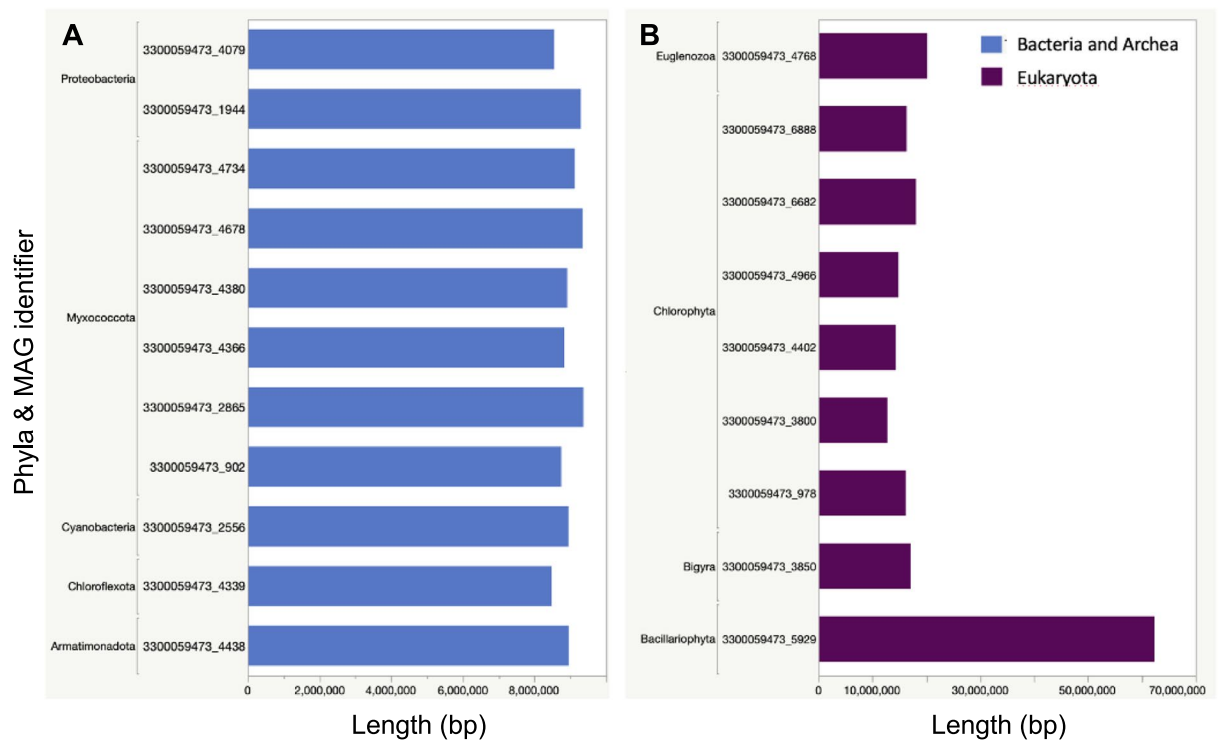 A
Phyla & MAG identifier
Proteobacteria
3300059473_4079
3300059473_1944
Myxococcota
3300059473_4734
3300059473_4678
3300059473_4380
3300059473_4366
3300059473_2865
3300059473_902
Cyanobacteria 3300059473_2556
Chloroflexota 3300059473_4339
Armatimonadota 3300059473_4438
0 2,000,000 4,000,000 6,000,000 8,000,000
Length (bp)
B
Bacteria and Archea
Eukaryota
Euglenozoa 3300059473_4768
Chlorophyta
3300059473_6888
3300059473_6682
3300059473_4966
3300059473_4402
3300059473_3800
3300059473_978
Bigyra 3300059473_3850
Bacillariophyta 3300059473_5929
0 10,000,000 30,000,000 50,000,000 70,000,000
Length (bp)